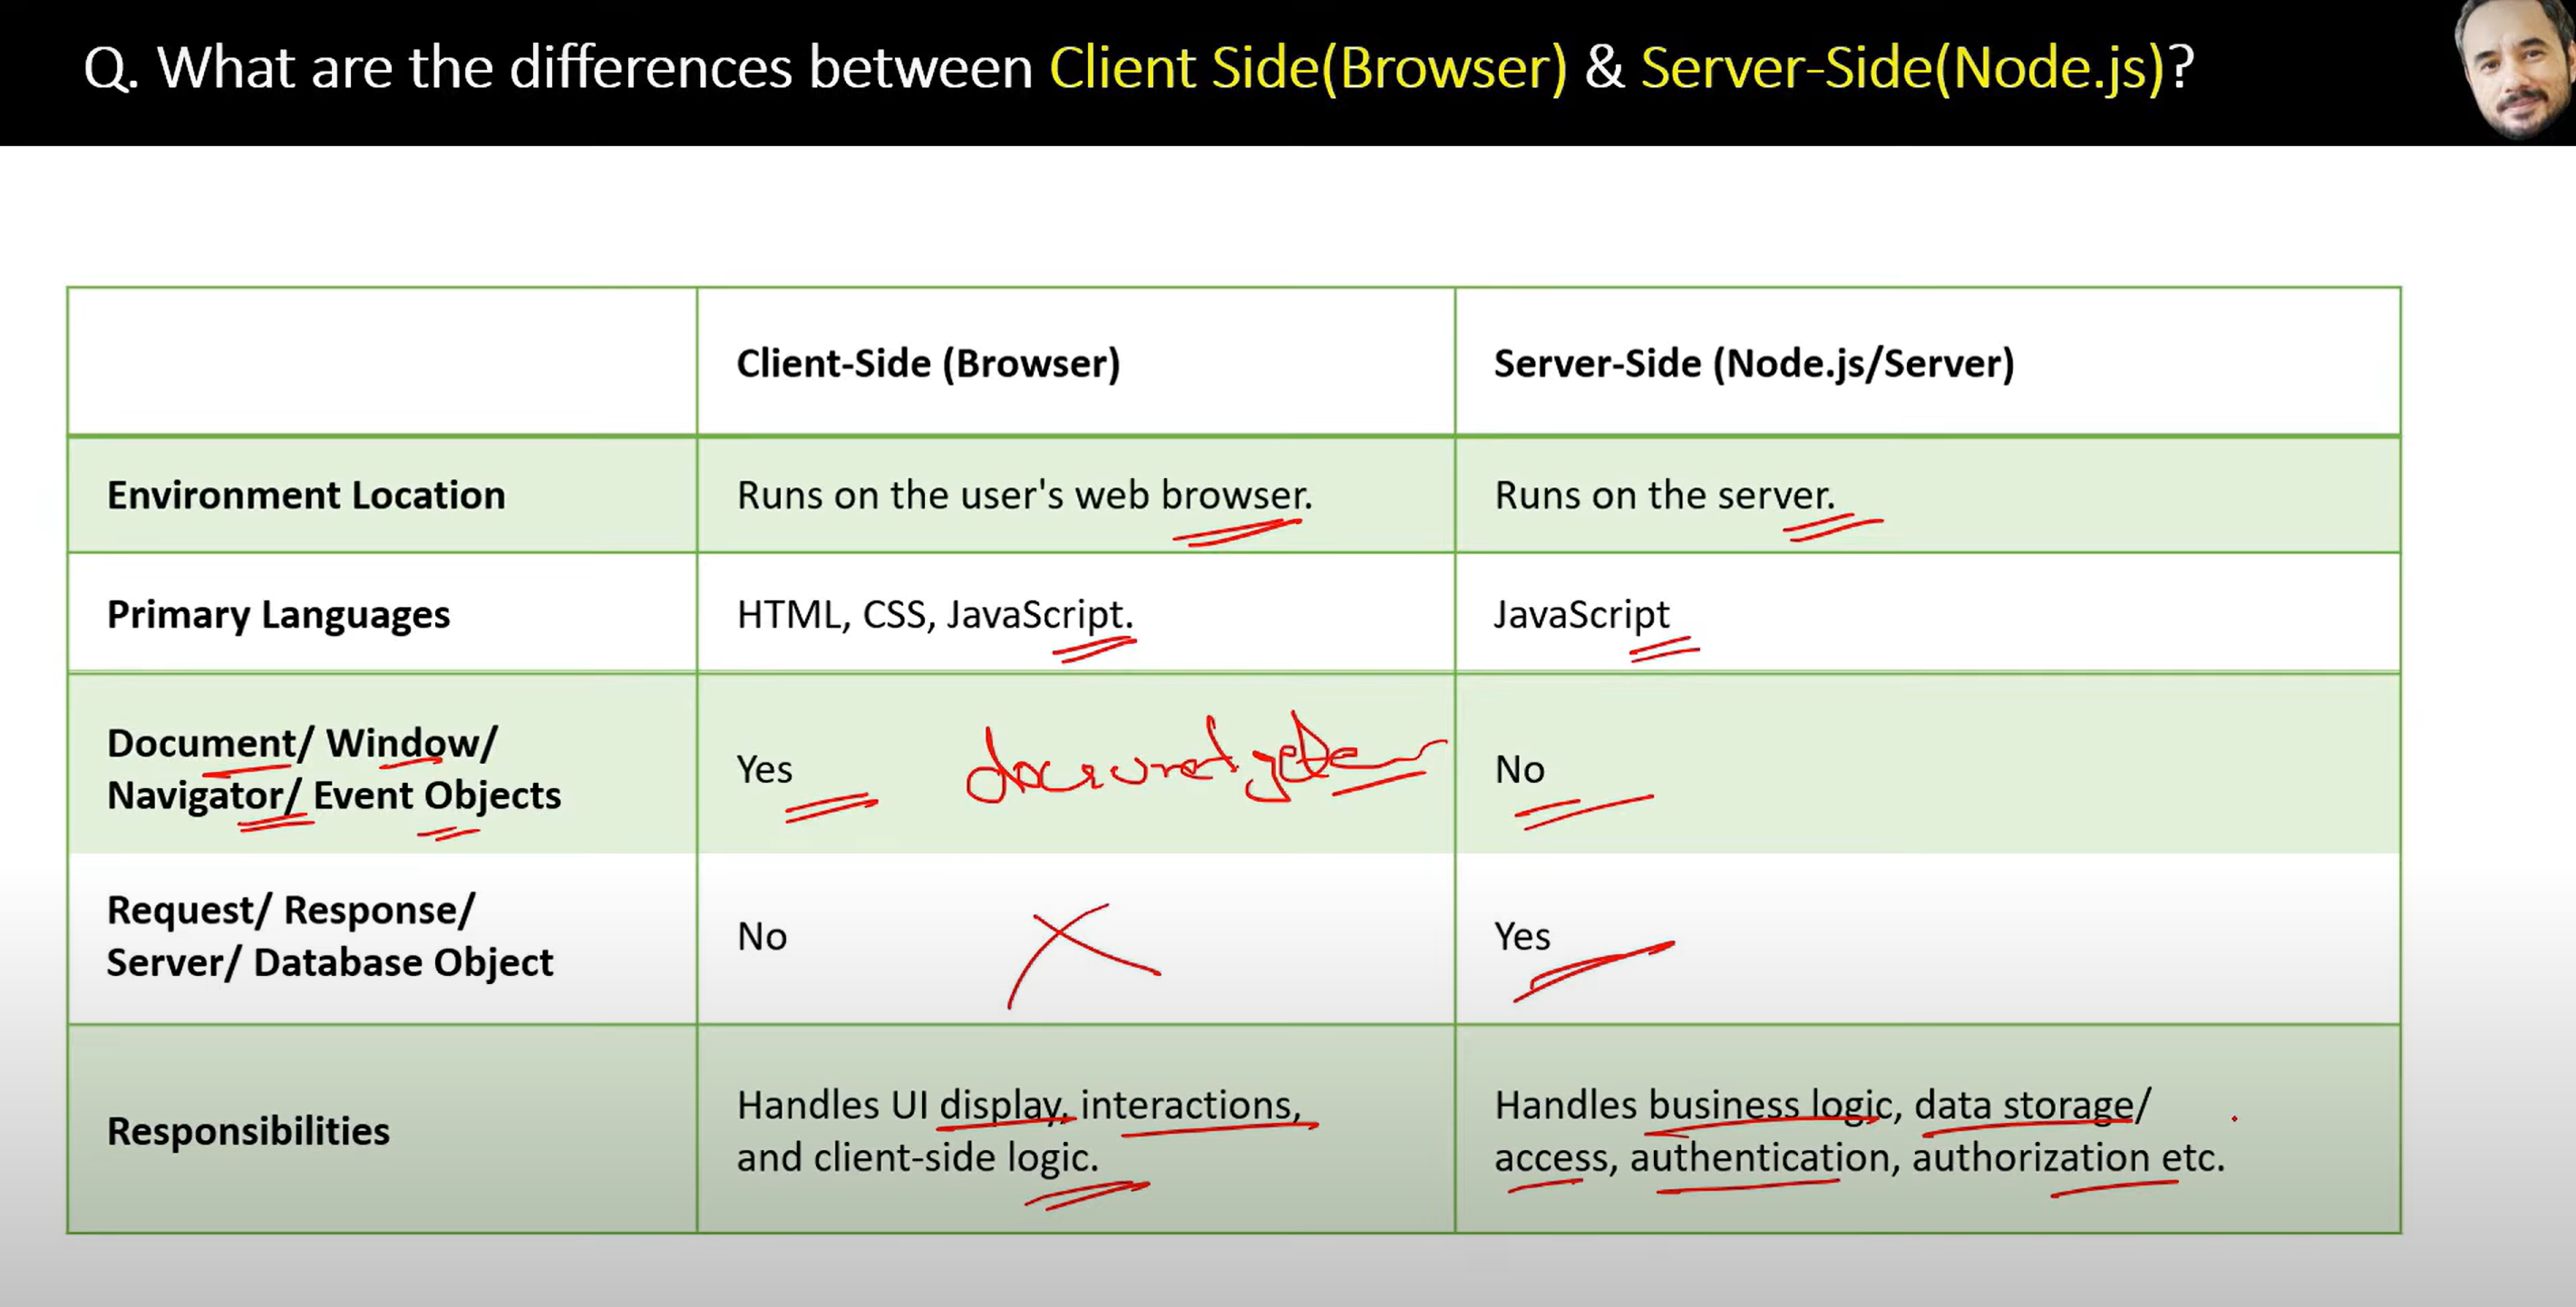 Q. What are the differences between Client Side(Browser) & Server-Side(Node.js)?
Client-Side (Browser)
Server-Side (Node.js/Server)
Environment Location
Runs on the user's web browser.
Runs on the server.
Primary Languages
HTML, CSS, JavaScript.
JavaScript
Document/ Window/
Navigator/ Event Objects
Yes
No
Request/ Response/
Server/ Database Object
No
Yes
Responsibilities
Handles UI display, interactions,
and client-side logic.
Handles business logic, data storage/
access, authentication, authorization etc.